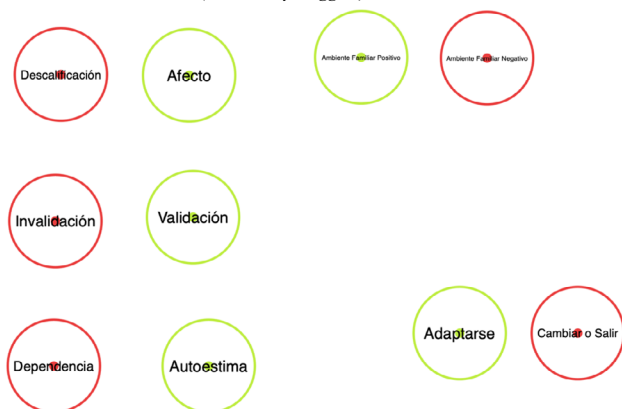 Ambiente Familiar Positivo
Ambiente Familiar Negativo
Descalificación
Afecto
Invalidación
Validación
Adaptarse
Cambiar o Salir
Dependencia
Autoestima